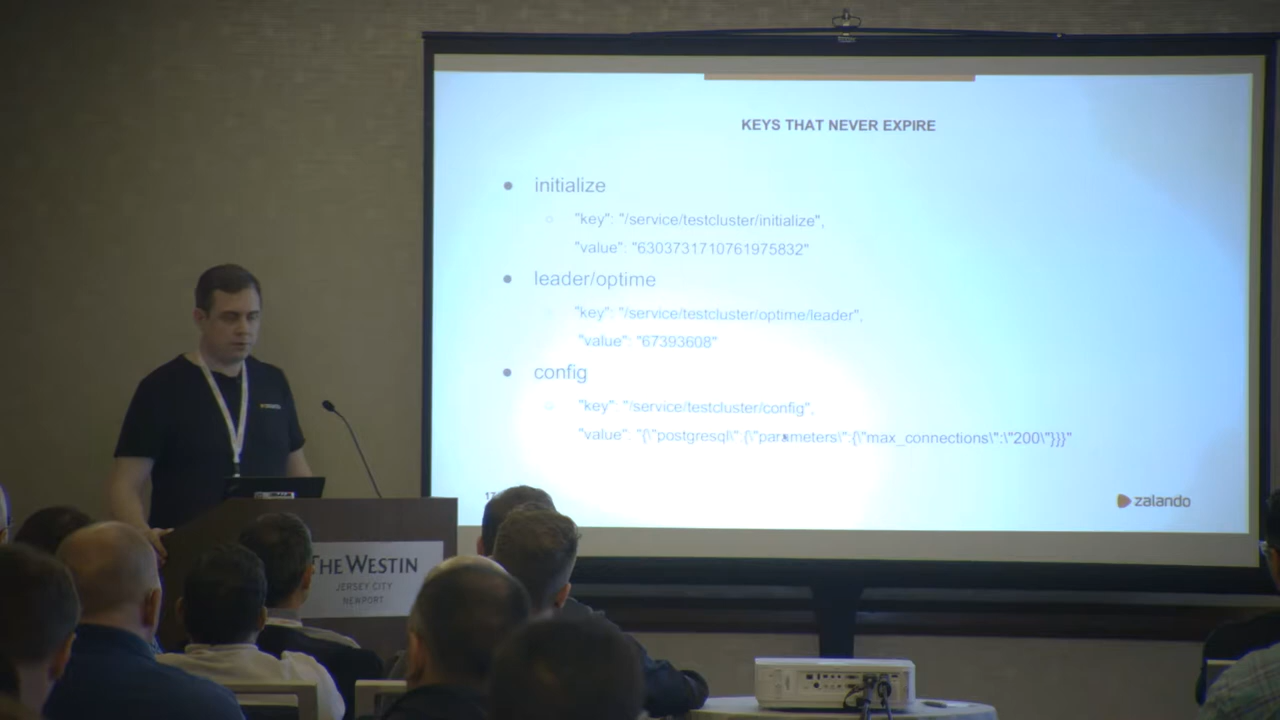 KEYS THAT NEVER EXPIRE
● initialize
○ "key": "/service/testcluster/initialize",
"value": "6303731710761975832"
● leader/optime
○ "key": "/service/testcluster/optime/leader",
"value": "67393608"
● config
○ "key": "/service/testcluster/config",
"value": "{\"postgresql\":{\"parameters\":{\"max_connections\":\"200\"}}}"
zalando
THE WESTIN
JERSEY CITY
NEWPORT